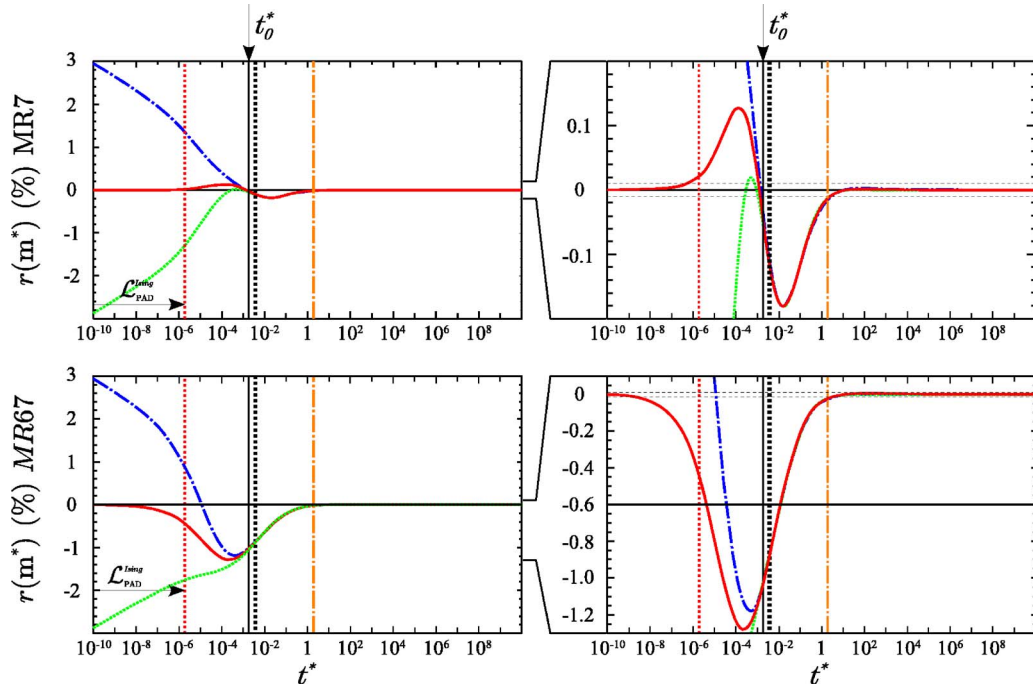 t₀* t₀*
r(m*) (%) MR7
3
2
1
0
-1
-2
ℒ_PAD^Ising
10⁻¹⁰ 10⁻⁸ 10⁻⁶ 10⁻⁴ 10⁻² 1 10² 10⁴ 10⁶ 10⁸
0.1
0
-0.1
10⁻¹⁰ 10⁻⁸ 10⁻⁶ 10⁻⁴ 10⁻² 1 10² 10⁴ 10⁶ 10⁸
r(m*) (%) MR67
3
2
1
0
-1
-2
ℒ_PAD^Ising
10⁻¹⁰ 10⁻⁸ 10⁻⁶ 10⁻⁴ 10⁻² 1 10² 10⁴ 10⁶ 10⁸
t*
0
-0.2
-0.4
-0.6
-0.8
-1.0
-1.2
10⁻¹⁰ 10⁻⁸ 10⁻⁶ 10⁻⁴ 10⁻² 1 10² 10⁴ 10⁶ 10⁸
t*